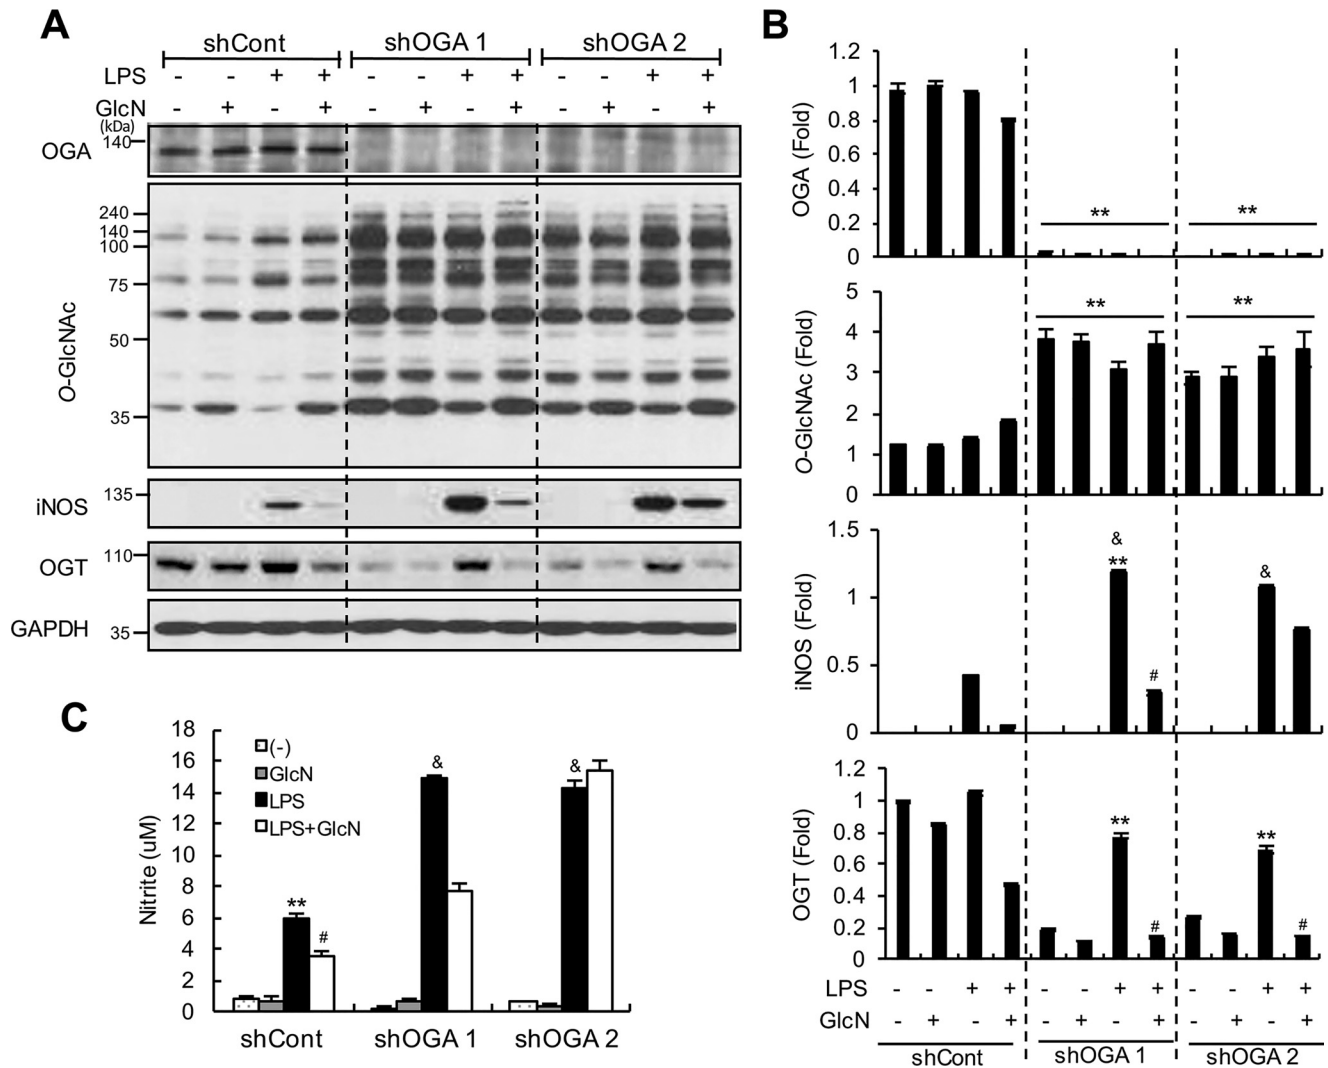 A
shCont shOGA 1 shOGA 2
LPS - - + + - - + + - - + +
GlcN - + - + - + - + - + - +
(kDa)
OGA 140
O-GlcNAc
240
140
100
75
50
35
iNOS 135
OGT 110
GAPDH 35
B
OGA (Fold)
1.2
1
0.8
0.6
0.4
0.2
0
** **
O-GlcNAc (Fold)
5
4
3
2
1
0
** **
iNOS (Fold)
1.5
1
0.5
0
&
**
#
&
OGT (Fold)
1.2
1
0.8
0.6
0.4
0.2
0
** # ** #
LPS - - + + - - + + - - + +
GlcN - + - + - + - + - + - +
shCont shOGA 1 shOGA 2
C
Nitrite (uM)
18
16
14
12
10
8
6
4
2
0
(-)
GlcN
LPS
LPS+GlcN
** # & &
shCont shOGA 1 shOGA 2